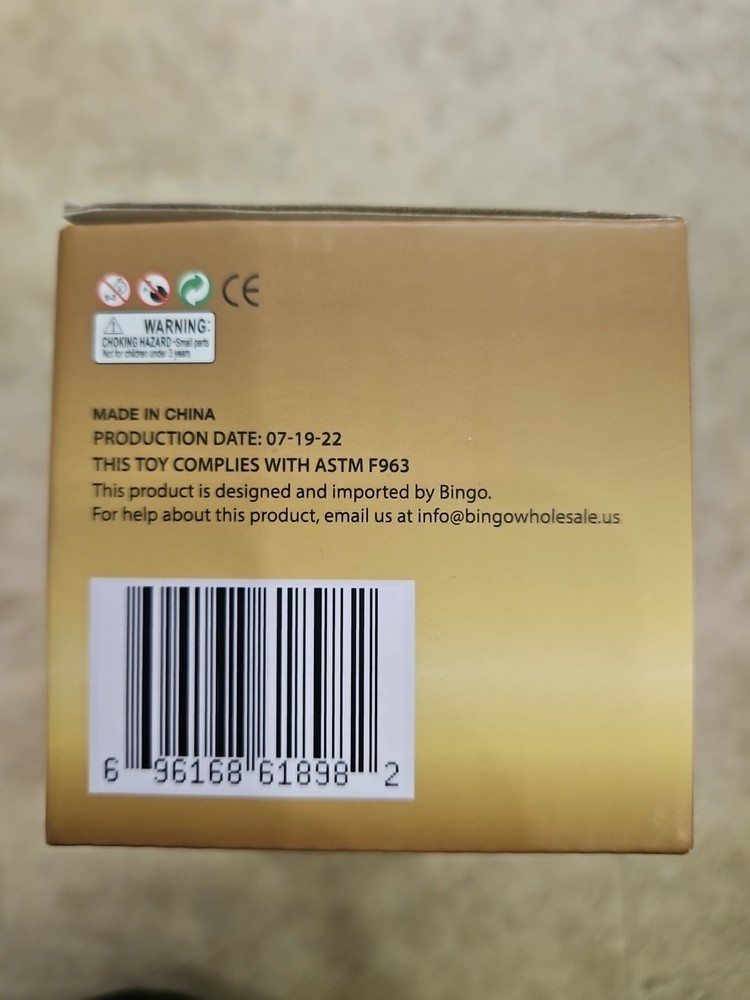 CE
WARNING:
CHOKING HAZARD-Small parts
Not for children under 3 years
MADE IN CHINA
PRODUCTION DATE: 07-19-22
THIS TOY COMPLIES WITH ASTM F963
This product is designed and imported by Bingo.
For help about this product, email us at info@bingowholesale.us
6 96168 61898 2